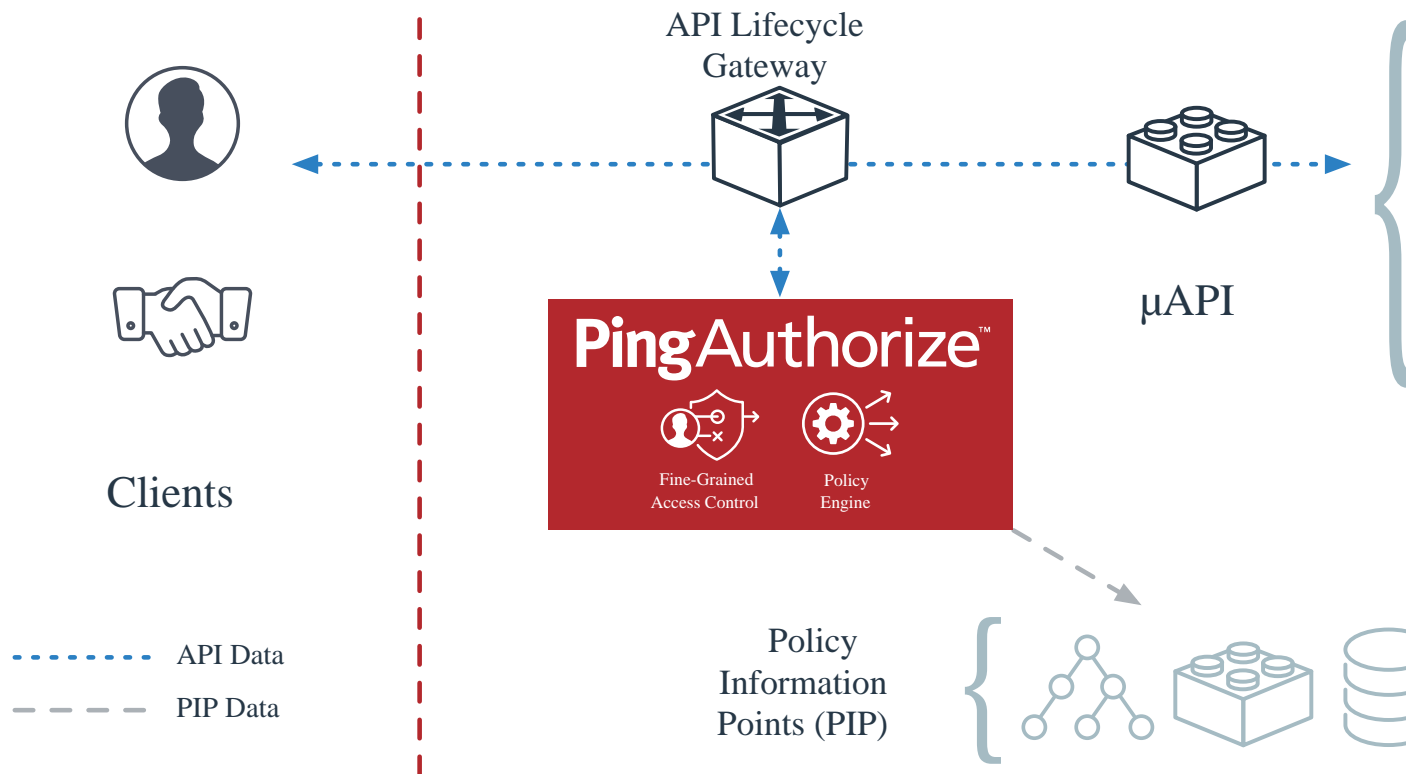 API Lifecycle
Gateway
μAPI
PingAuthorize™
Fine-Grained
Access Control
Policy
Engine
Clients
Policy
Information
Points (PIP)
API Data
PIP Data